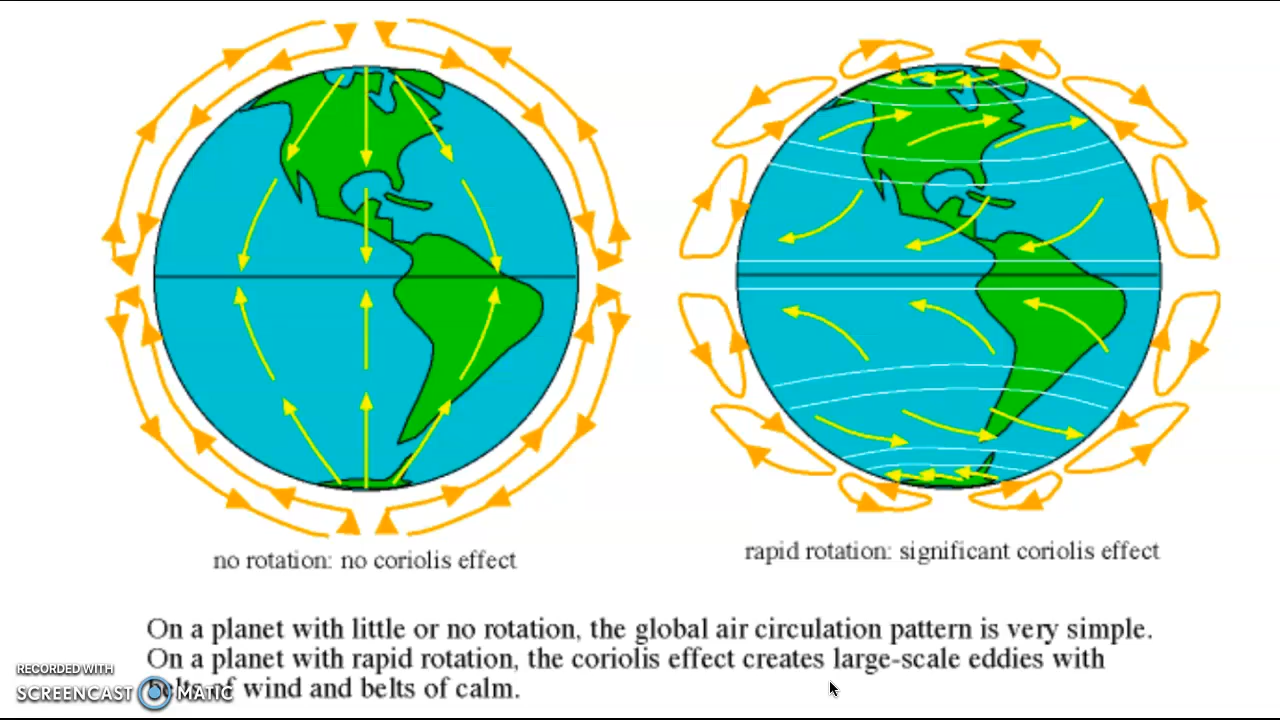 no rotation: no coriolis effect
rapid rotation: significant coriolis effect
On a planet with little or no rotation, the global air circulation pattern is very simple.
On a planet with rapid rotation, the coriolis effect creates large-scale eddies with
belts of wind and belts of calm.
RECORDED WITH
SCREENCAST MATIC